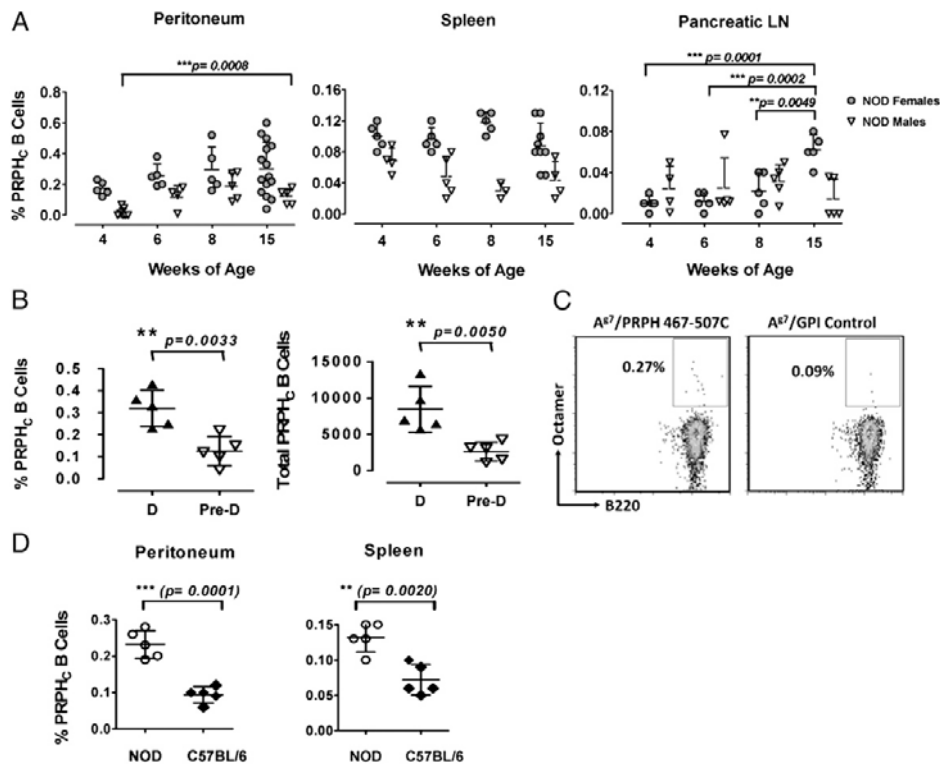 A
Peritoneum
Spleen
Pancreatic LN
% PRPHC B Cells
0.8
0.6
0.4
0.2
0.0
***p= 0.0008
4 6 8 15
Weeks of Age
0.16
0.12
0.08
0.04
0.00
4 6 8 15
Weeks of Age
0.12
0.08
0.04
0.00
*** p= 0.0001
*** p= 0.0002
**p= 0.0049
4 6 8 15
Weeks of Age
NOD Females
NOD Males
B
% PRPHC B Cells
0.5
0.4
0.3
0.2
0.1
0.0
**
p=0.0033
D Pre-D
Total PRPHC B Cells
15000
10000
5000
0
**
p=0.0050
D Pre-D
C
Ag7/PRPH 467-507C
Ag7/GPI Control
0.27%
0.09%
Octamer
B220
D
Peritoneum
Spleen
% PRPHC B Cells
0.3
0.2
0.1
0.0
*** (p= 0.0001)
NOD C57BL/6
0.15
0.10
0.05
0.00
** (p= 0.0020)
NOD C57BL/6